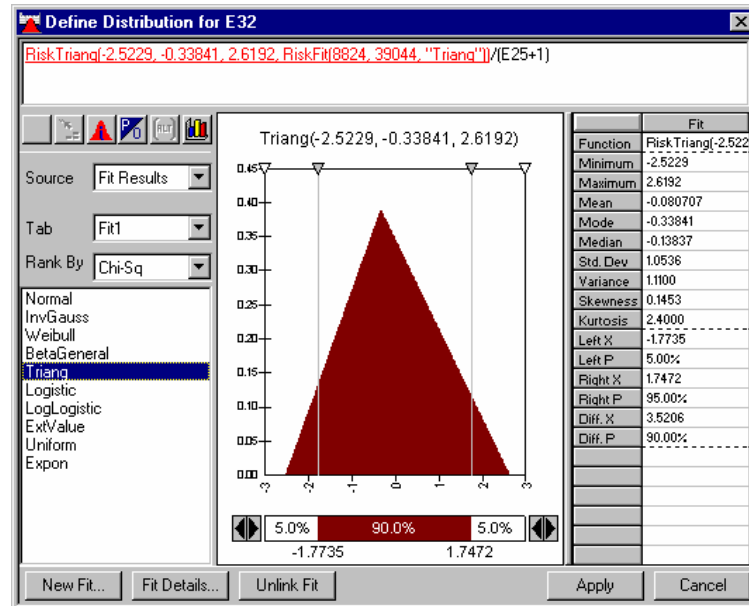 Define Distribution for E32
RiskTriang(-2.5229, -0.33841, 2.6192, RiskFit(8824, 39044, "Triang"))/(E25+1)
Source Fit Results
Tab Fit1
Rank By Chi-Sq
Normal
InvGauss
Weibull
BetaGeneral
Triang
Logistic
LogLogistic
ExtValue
Uniform
Expon
Triang(-2.5229, -0.33841, 2.6192)
0.45
0.40
0.35
0.30
0.25
0.20
0.15
0.10
0.05
0.00
-3 -2 -1 0 1 2 3
5.0% 90.0% 5.0%
-1.7735 1.7472
Fit
Function RiskTriang(-2.522
Minimum -2.5229
Maximum 2.6192
Mean -0.080707
Mode -0.33841
Median -0.13837
Std. Dev 1.0536
Variance 1.1100
Skewness 0.1453
Kurtosis 2.4000
Left X -1.7735
Left P 5.00%
Right X 1.7472
Right P 95.00%
Diff. X 3.5206
Diff. P 90.00%
New Fit... Fit Details... Unlink Fit Apply Cancel